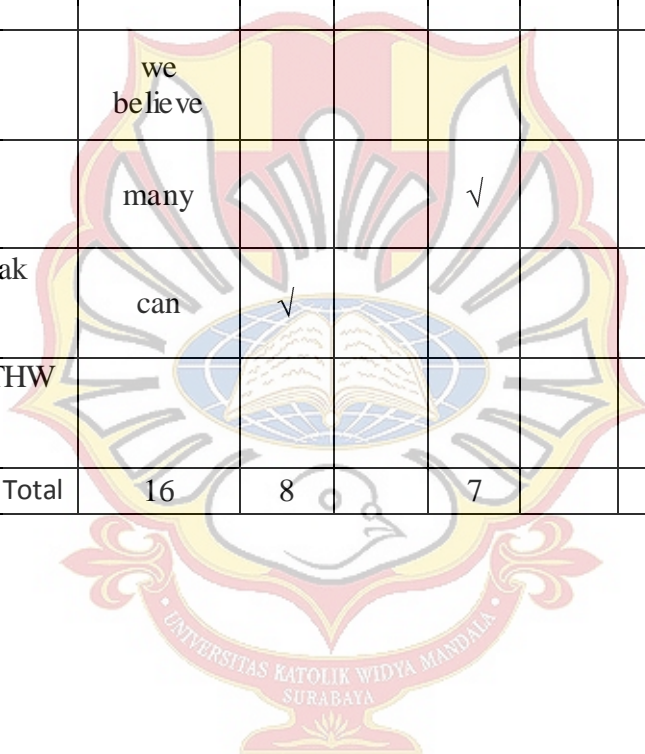 we
believe
many √
ak
can √
THW
Total 16 8 7
UNIVERSITAS KATOLIK WIDYA MANDALA
SURABAYA